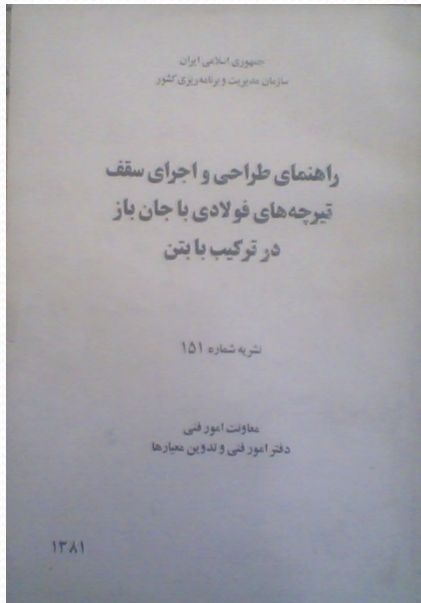 جمهوری اسلامی ایران
سازمان مدیریت و برنامه‌ریزی کشور
راهنمای طراحی و اجرای سقف
تیرچه‌های فولادی با جان باز
در ترکیب با بتن
نشریه شماره ۱۵۱
معاونت امور فنی
دفتر امور فنی و تدوین معیارها
۱۳۸۱